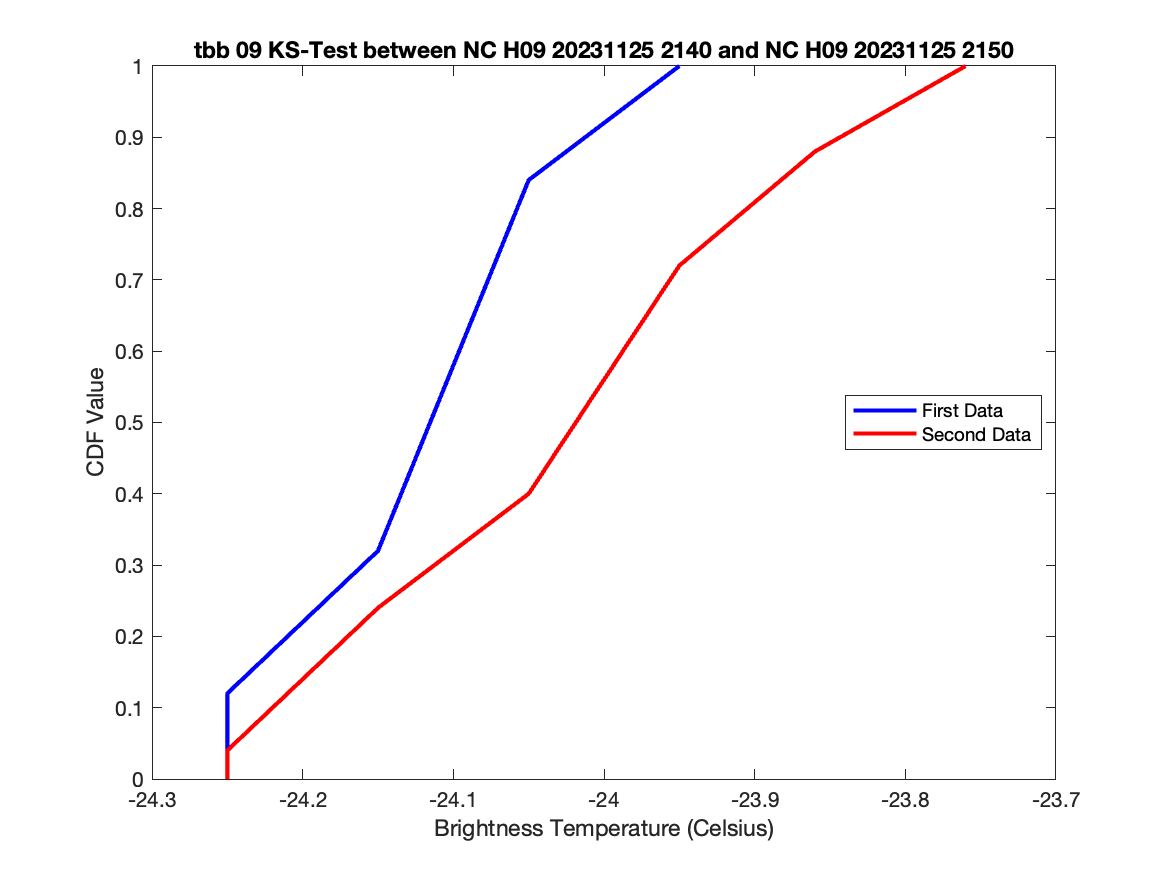 tbb 09 KS-Test between NC H09 20231125 2140 and NC H09 20231125 2150
1
0.9
0.8
0.7
0.6
0.5
0.4
0.3
0.2
0.1
0
CDF Value
First Data
Second Data
-24.3 -24.2 -24.1 -24 -23.9 -23.8 -23.7
Brightness Temperature (Celsius)